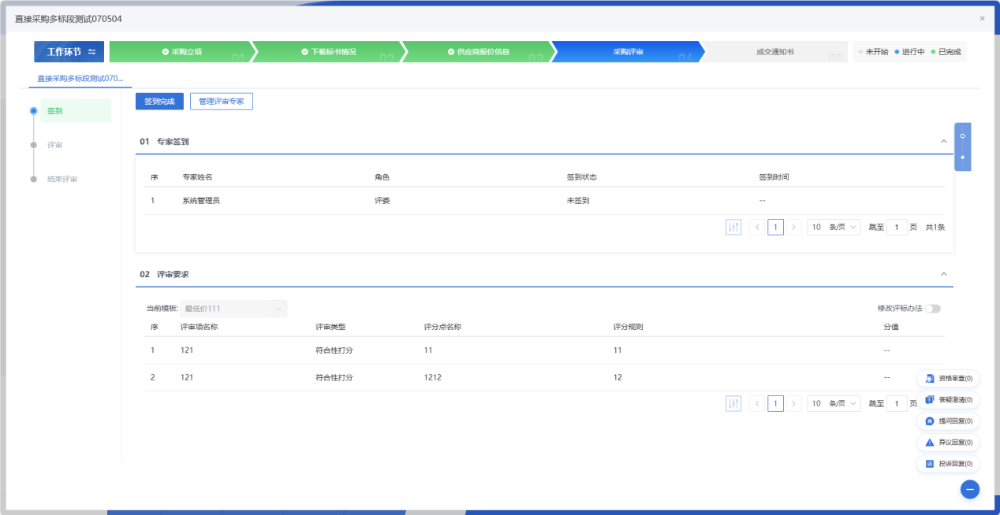 直接采购多标段测试070504
×
工作环节 采购立项 01 下载标书情况 02 供应商报价信息 03 采购评审 04 成交通知书 05 未开始 进行中 已完成
直接采购多标段测试070...
签到
评审
结束评审
签到完成 管理评审专家
01 专家签到
序 专家姓名 角色 签到状态 签到时间
1 系统管理员 评委 未签到 --
1 10 条/页 跳至 1 页 共1条
02 评审要求
当前模板: 最低价111 ... 修改评标办法
序 评审项名称 评审类型 评分点名称 评分规则 分值
1 121 符合性打分 11 11 --
2 121 符合性打分 1212 12 --
1 10 条/页 跳至 1 页
资格审查(0)
答疑澄清(0)
提问回复(0)
异议回复(0)
诉 投诉回复(0)